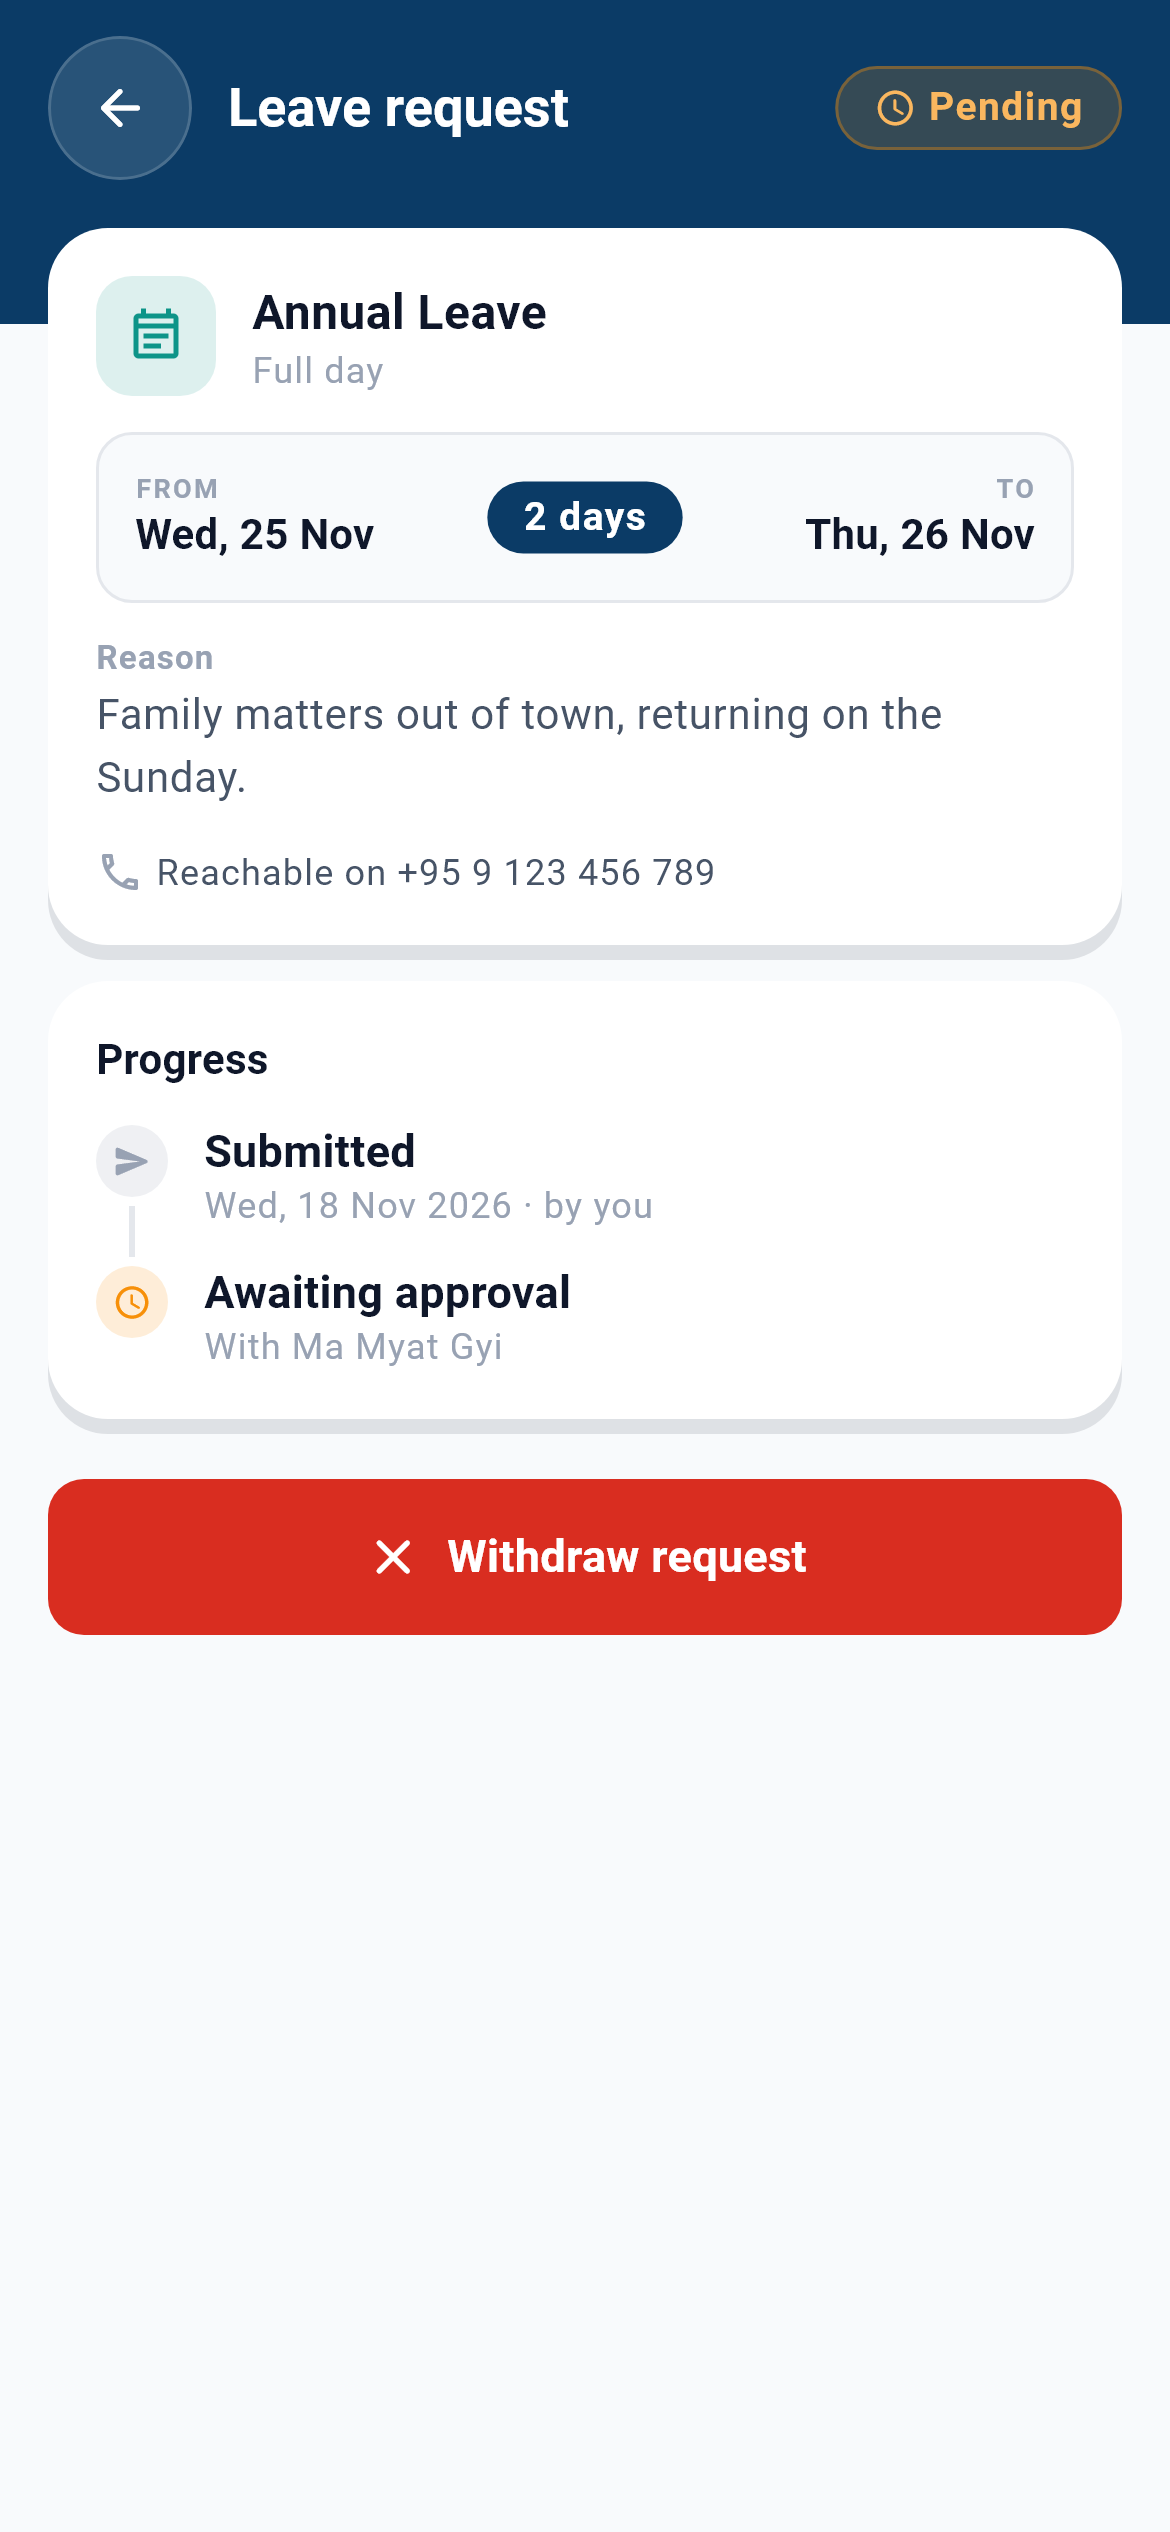 Leave request
Pending
Annual Leave
Full day
FROM
Wed, 25 Nov
2 days
TO
Thu, 26 Nov
Reason
Family matters out of town, returning on the
Sunday.
Reachable on +95 9 123 456 789
Progress
Submitted
Wed, 18 Nov 2026 · by you
Awaiting approval
With Ma Myat Gyi
Withdraw request